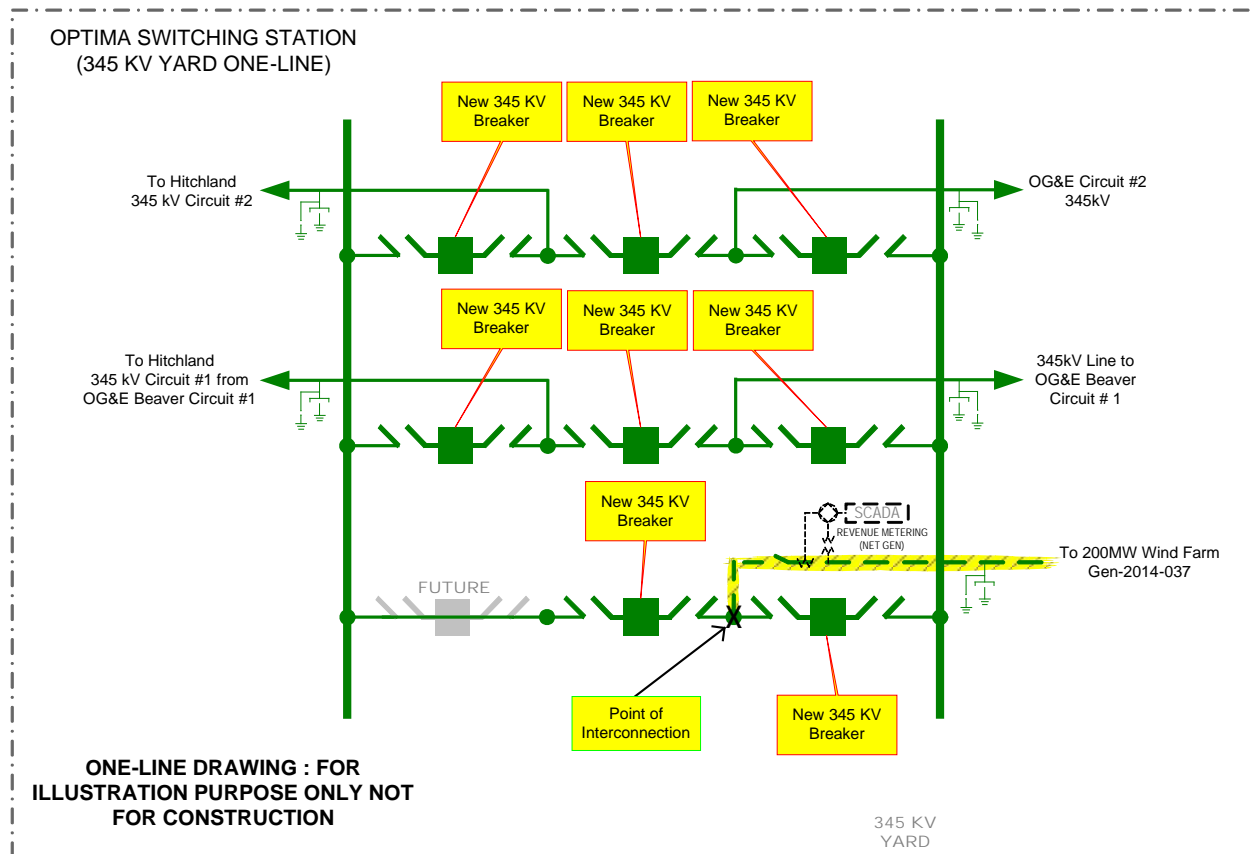 OPTIMA SWITCHING STATION
(345 KV YARD ONE-LINE)
New 345 KV
Breaker
New 345 KV
Breaker
New 345 KV
Breaker
To Hitchland
345 kV Circuit #2
OG&E Circuit #2
345kV
New 345 KV
Breaker
New 345 KV
Breaker
New 345 KV
Breaker
To Hitchland
345 kV Circuit #1 from
OG&E Beaver Circuit #1
345kV Line to
OG&E Beaver
Circuit # 1
New 345 KV
Breaker
SCADA
REVENUE METERING
(NET GEN)
To 200MW Wind Farm
Gen-2014-037
FUTURE
X
Point of
Interconnection
New 345 KV
Breaker
ONE-LINE DRAWING : FOR
ILLUSTRATION PURPOSE ONLY NOT
FOR CONSTRUCTION
345 KV
YARD